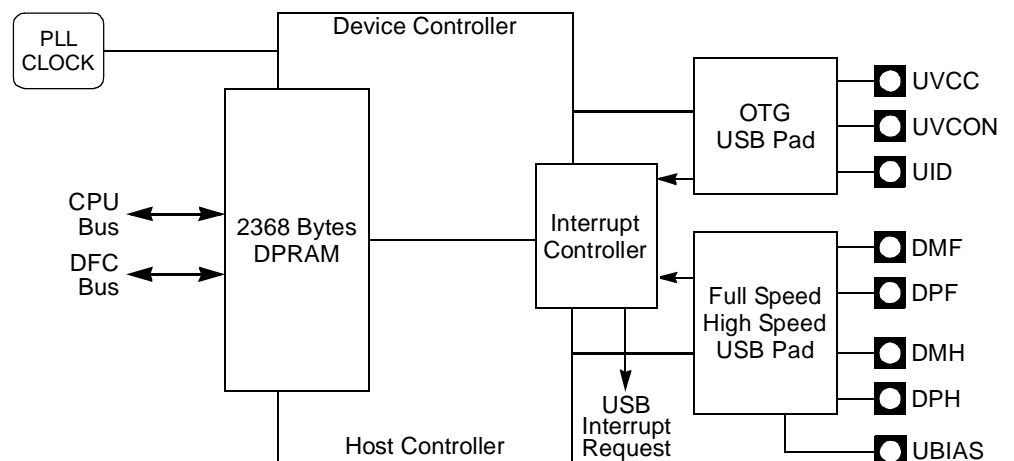 PLL
CLOCK
Device Controller
OTG
USB Pad
UVCC
UVCON
UID
CPU
Bus
DFC
Bus
2368 Bytes
DPRAM
Interrupt
Controller
Full Speed
High Speed
USB Pad
DMF
DPF
DMH
DPH
UBIAS
USB
Interrupt
Request
Host Controller